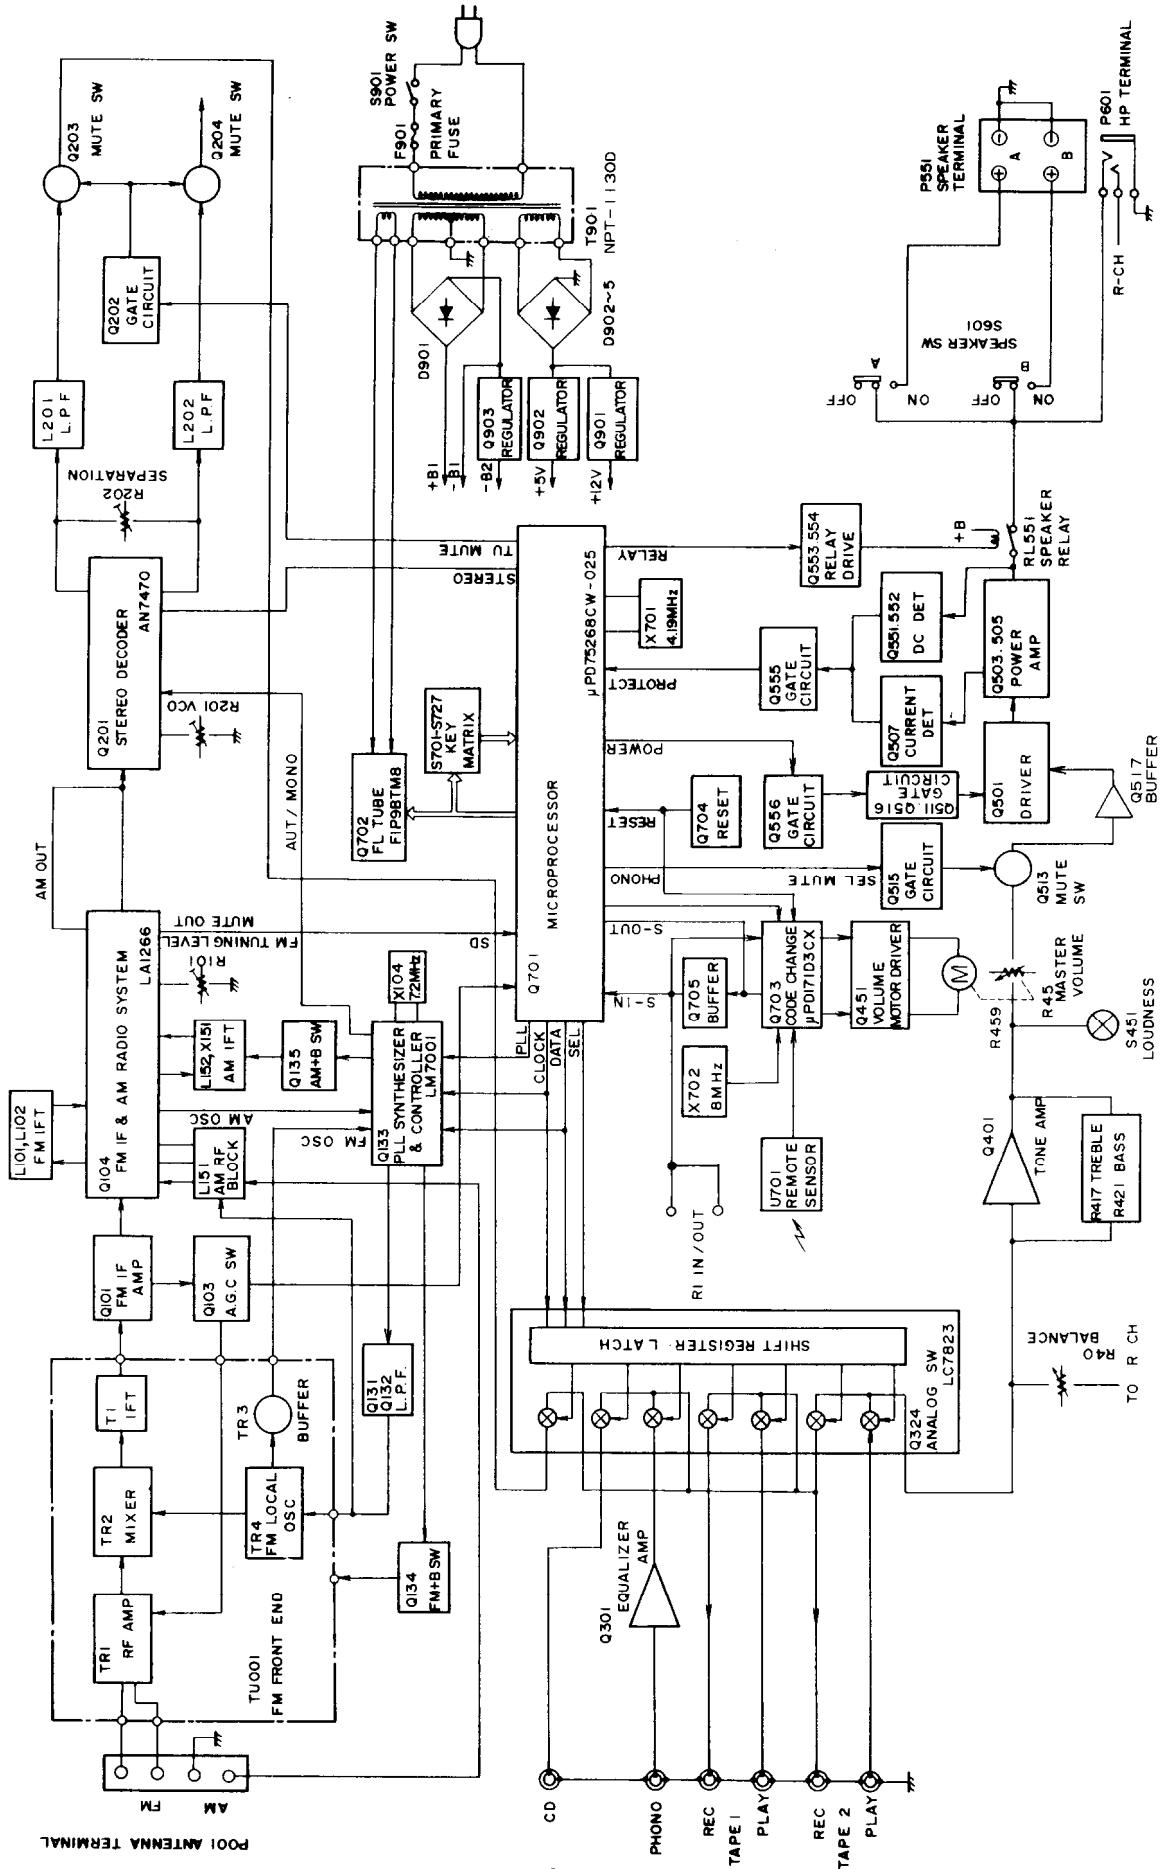 P001 ANTENNA TERMINAL
FM
AM
TU001
FM FRONT END
TR1
RF AMP
TR2
MIXER
T1
IFT
TR4
FM LOCAL
OSC
TR3
BUFFER
Q101
FM IF
AMP
Q103
A.G.C SW
L101, L102
FM IFT
Q104
FM IF & AM RADIO SYSTEM
LA1266
AM OUT
L151
AM RF
BLOCK
AM OSC
FM OSC
L152, X151
AM IFT
Q135
AM+B SW
R101
FM TUNING LEVEL
MUTE OUT
SD
X104
7.2MHz
Q133
PLL SYNTHESIZER
& CONTROLLER
LM7001
Q131
Q132
L.P.F.
Q134
FM+B SW
AUT/MONO
Q201
STEREO DECODER
AN7470
R201 VCO
R202
SEPARATION
L201
L.P.F
L202
L.P.F
Q202
GATE
CIRCUIT
Q203
MUTE SW
Q204
MUTE SW
TU MUTE
STEREO
S901
POWER SW
F901
PRIMARY
FUSE
T901
NPT-1130D
D901
D902~5
Q903
REGULATOR
Q902
REGULATOR
Q901
REGULATOR
+B1
-B1
-B2
+5V
+12V
Q702
FL TUBE
FIP9BTM8
S701-S727
KEY
MATRIX
Q701
MICROPROCESSOR
μPD75268CW-025
PLL
CLOCK
DATA
SEL
S-IN
S-OUT
PHONO
SEL MUTE
RESET
POWER
PROTECT
RELAY
X701
4.19MHz
Q704
RESET
Q705
BUFFER
Q703
CODE CHANGE
μPD171D3CX
X702
8MHz
U701
REMOTE
SENSOR
RI IN/OUT
Q451
VOLUME
MOTOR DRIVER
M
R459
R45
MASTER
VOLUME
S451
LOUDNESS
Q401
TONE AMP
R417 TREBLE
R421 BASS
Q513
MUTE
SW
Q515
GATE
CIRCUIT
Q556
GATE
CIRCUIT
Q511.Q516
GATE
CIRCUIT
Q517
BUFFER
Q501
DRIVER
Q503.505
POWER
AMP
Q507
CURRENT
DET
Q551.552
DC DET
Q555
GATE
CIRCUIT
Q553.554
RELAY
DRIVE
+B
RL551
SPEAKER
RELAY
SPEAKER SW
S601
A
OFF
ON
B
OFF
ON
P551
SPEAKER
TERMINAL
A
B
P601
HP TERMINAL
R-CH
SHIFT REGISTER · LATCH
Q324
ANALOG SW
LC7823
R40
BALANCE
TO R CH
Q301
EQUALIZER
AMP
CD
PHONO
REC
TAPE 1
PLAY
REC
TAPE 2
PLAY